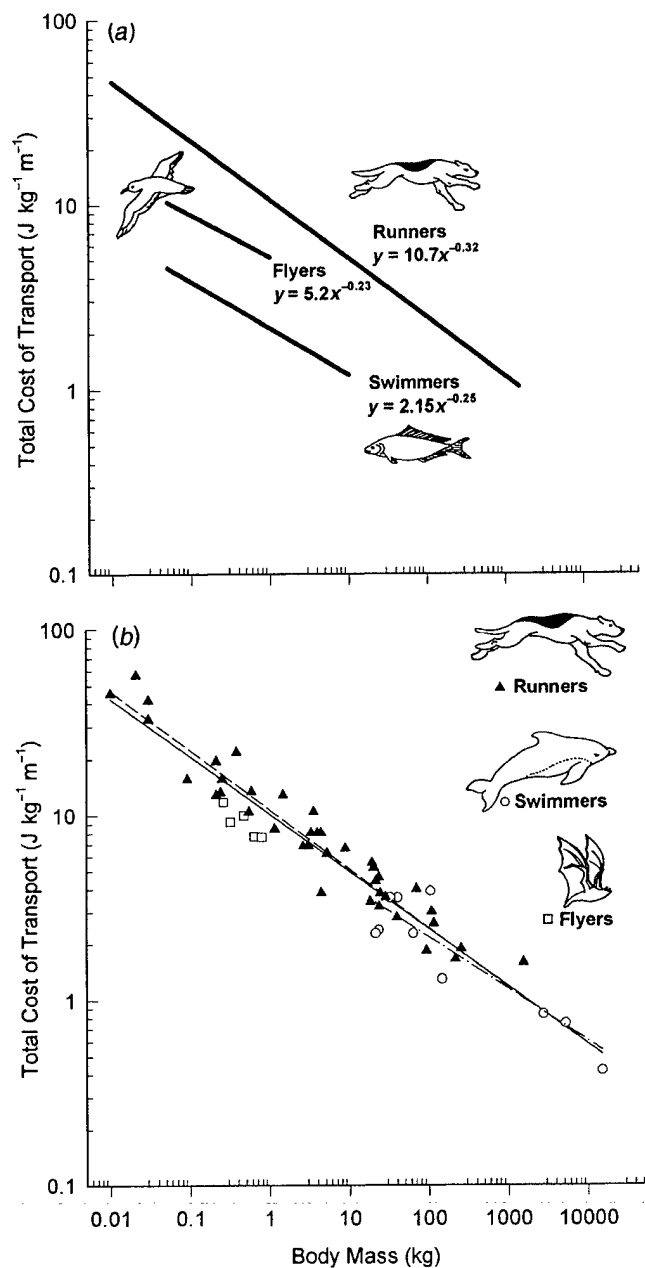 (a)
100
10
1
0.1
Total Cost of Transport (J kg⁻¹ m⁻¹)
Runners
y = 10.7x⁻⁰·³²
Flyers
y = 5.2x⁻⁰·²³
Swimmers
y = 2.15x⁻⁰·²⁵
(b)
100
10
1
0.1
Total Cost of Transport (J kg⁻¹ m⁻¹)
Runners
Swimmers
Flyers
0.01 0.1 1 10 100 1000 10000
Body Mass (kg)